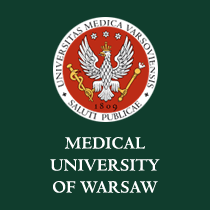 UNIVERSITAS MEDICA VARSOVIENSIS
SALUTI PUBLICAE
1809
MEDICAL
UNIVERSITY
OF WARSAW